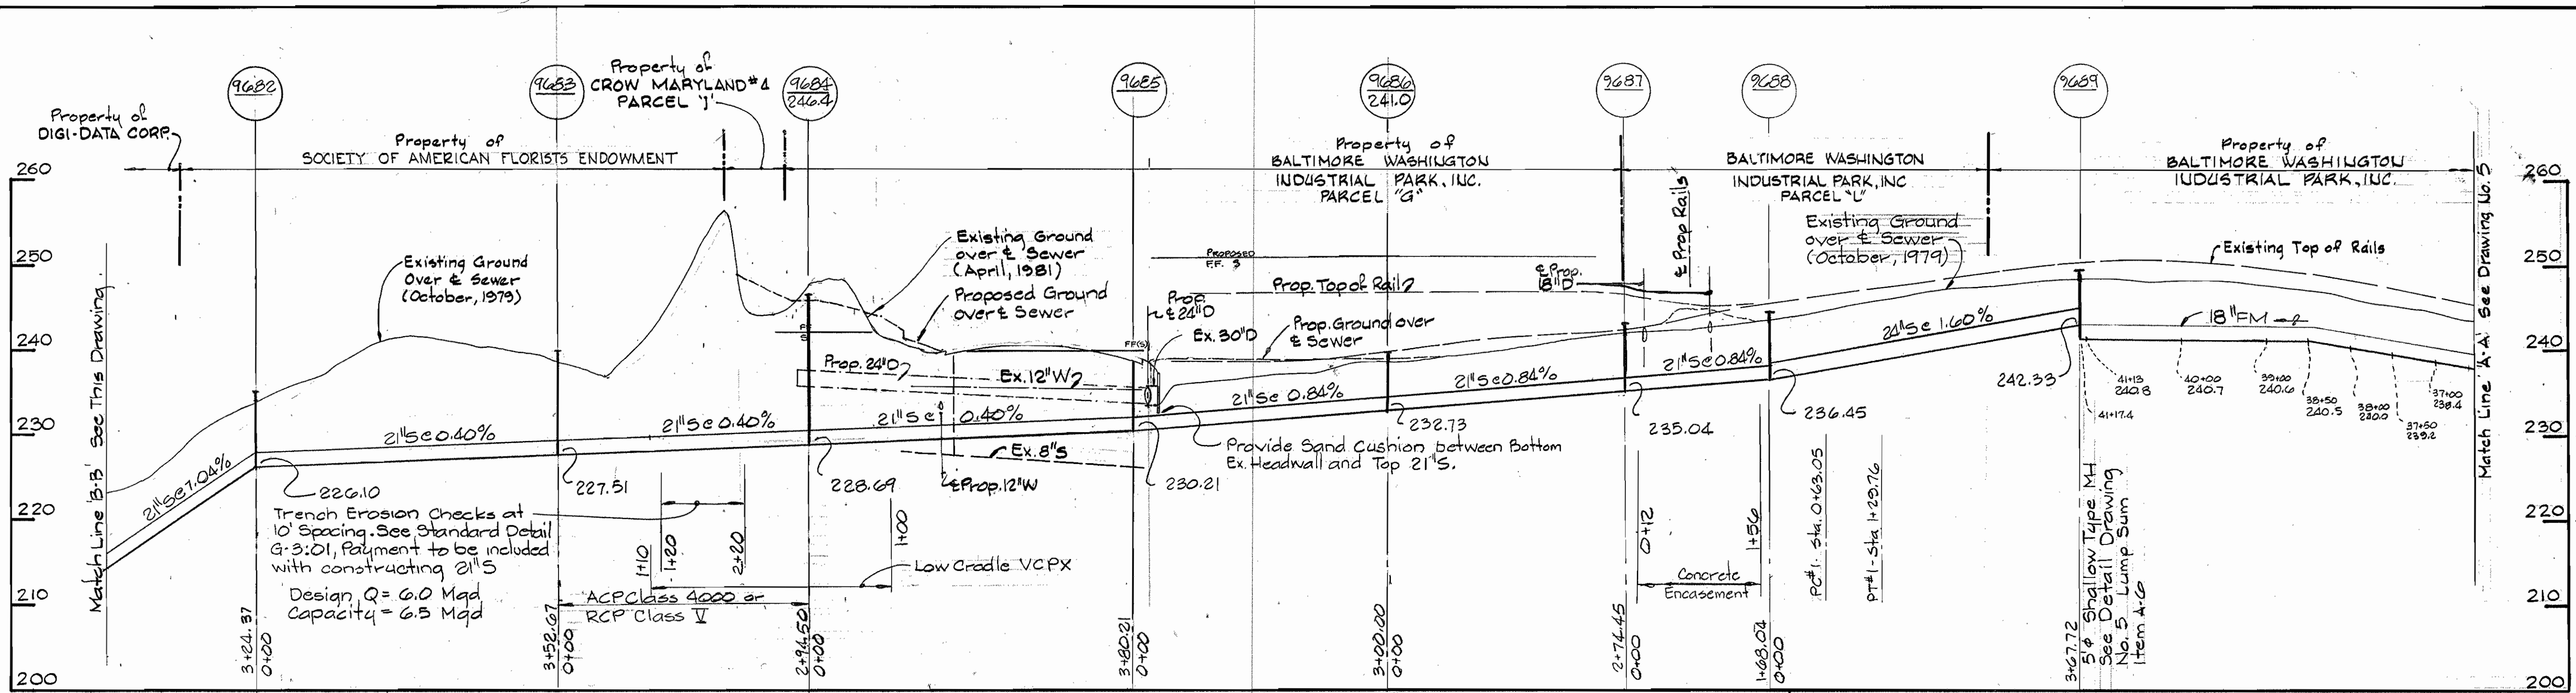 9682
9683
9684
246.4
9685
9686
241.0
9687
9688
9689
Property of
DIGI-DATA CORP.
Property of
SOCIETY OF AMERICAN FLORISTS ENDOWMENT
Property of
CROW MARYLAND #4
PARCEL 'J'
Property of
BALTIMORE WASHINGTON
INDUSTRIAL PARK, INC.
PARCEL "G"
BALTIMORE WASHINGTON
INDUSTRIAL PARK, INC
PARCEL "L"
Property of
BALTIMORE WASHINGTON
INDUSTRIAL PARK, INC.
260
250
240
230
220
210
200
260
250
240
230
220
210
200
Match Line 'B-B' See This Drawing.
Existing Ground
Over ℄ Sewer
(October, 1979)
Existing Ground
over ℄ Sewer
(April, 1981)
Proposed Ground
over ℄ Sewer
PROPOSED
F.F.
Prop. Top of Rail
℄ Prop.
18"D
℄ Prop Rails
Existing Ground
over ℄ Sewer
(October, 1979)
Existing Top of Rails
Prop.
℄ 24"D
Ex. 30"D
Prop. Ground over
℄ Sewer
FF(S)
Prop. 24"D
Ex. 12"W
18"FM
21"S@ 7.04%
21"S@ 0.40%
21"S@ 0.40%
21"S@ 0.40%
21"S@ 0.84%
21"S@ 0.84%
21"S@ 0.84%
21"S@ 1.60%
Ex. 8"S
℄ Prop. 12"W
226.10
227.51
228.69
230.21
232.73
235.04
236.45
242.33
Provide Sand Cushion between Bottom
Ex. Headwall and Top 21"S.
41+17.4
41+13
240.8
40+00
240.7
39+00
240.6
38+50
240.5
38+00
240.0
37+50
239.2
37+00
238.4
Match Line 'A-A' See Drawing No. 5
Trench Erosion Checks at
10' Spacing. See Standard Detail
G-3.01, Payment to be included
with constructing 21"S
Design Q = 6.0 Mgd
Capacity = 6.5 Mgd
1+10
1+20
2+20
1+00
Low Cradle VCPX
ACP Class 4000 or
RCP Class V
0+12
1+56
Concrete
Encasement
PC#1 - Sta. 0+63.05
PT#1 - Sta 1+29.76
5'φ Shallow Type MH
See Detail Drawing
No. 5 Lump Sum
Item A-6
3+24.37
0+00
3+52.67
0+00
2+94.50
0+00
3+80.21
0+00
3+00.00
0+00
2+74.45
0+00
1+68.04
0+00
3+67.72